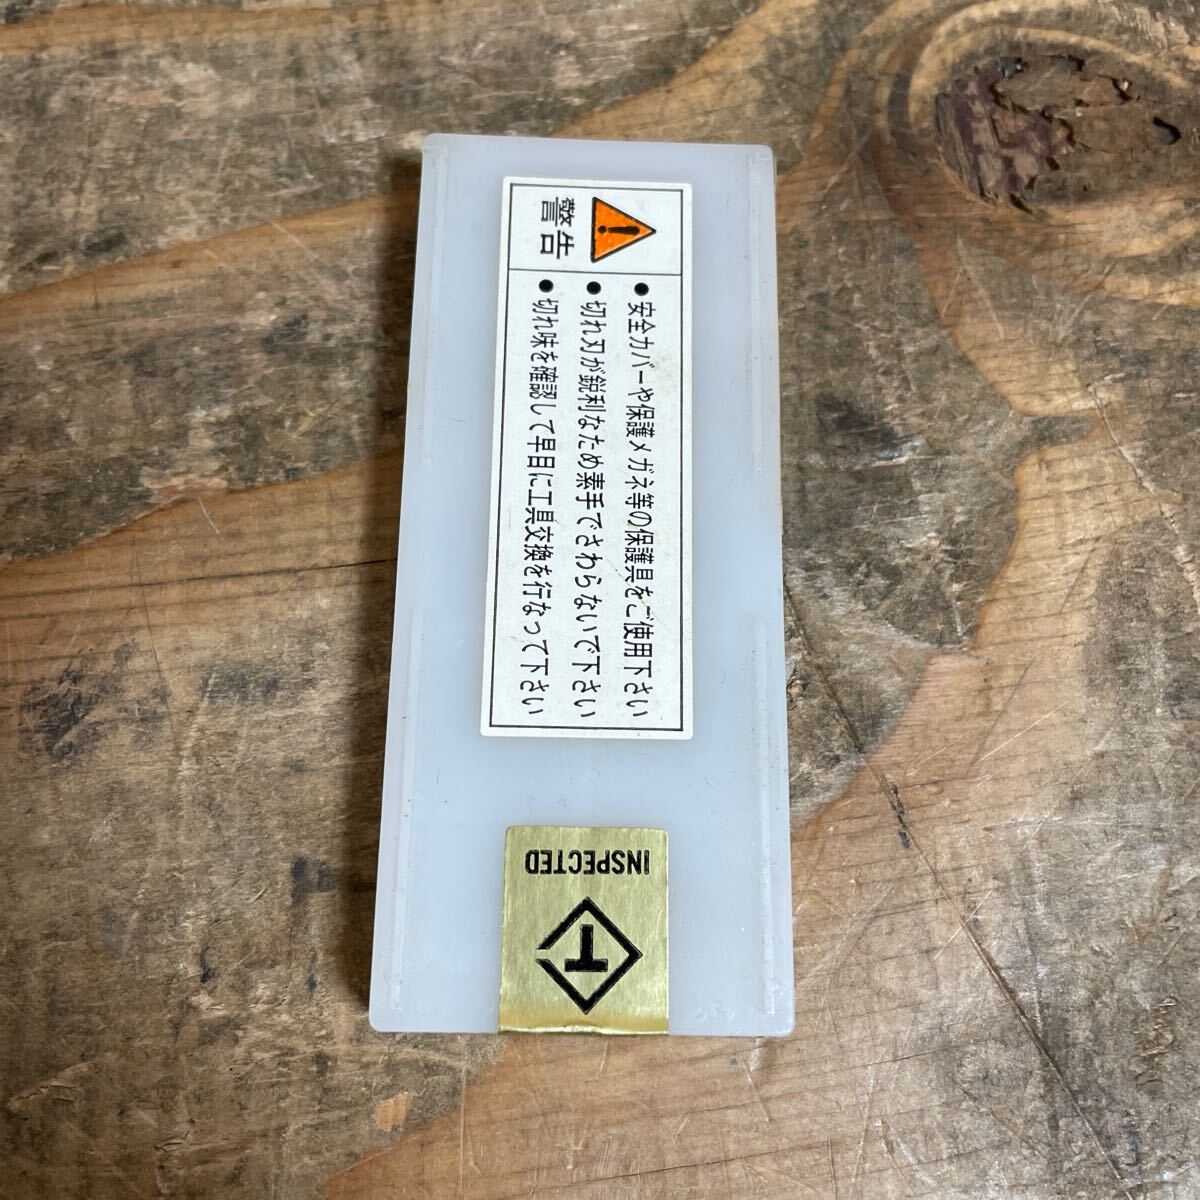 警告
●安全カバーや保護メガネ等の保護具をご使用下さい
●切れ刃が鋭利なため素手でさわらないで下さい
●切れ味を確認して早目に工具交換を行なって下さい
INSPECTED
T